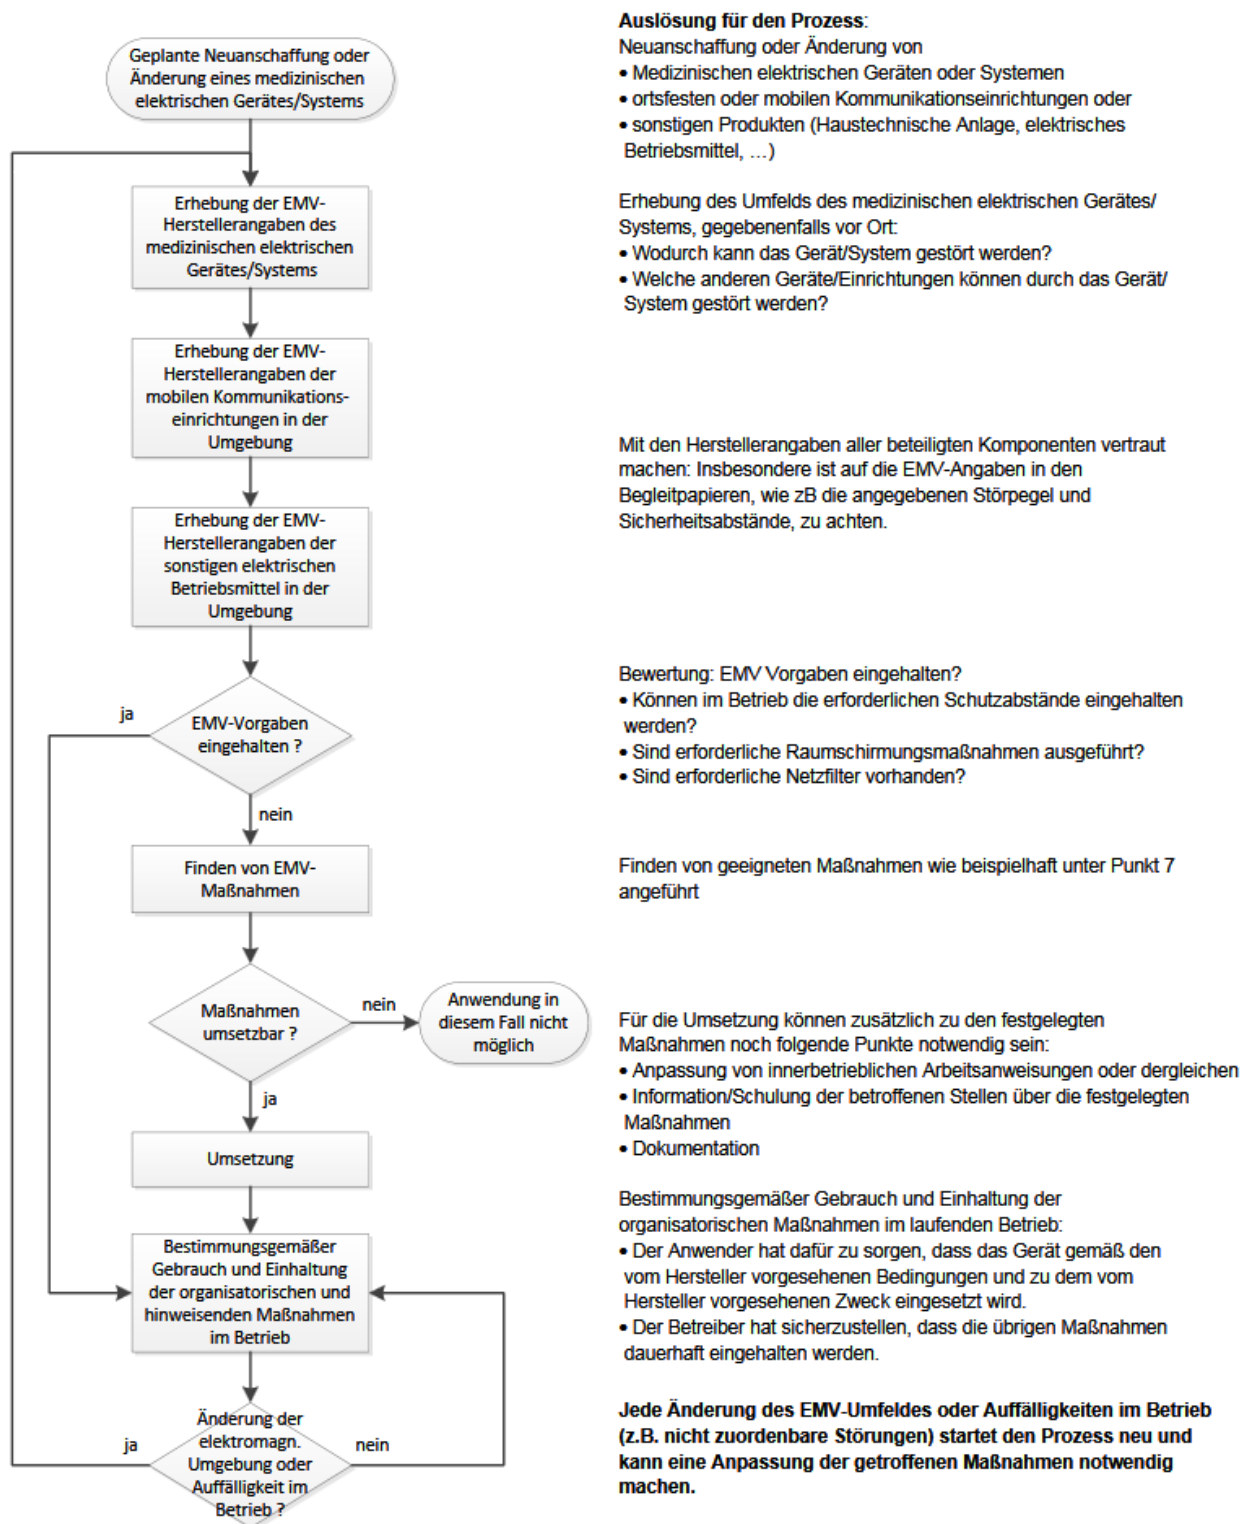 Geplante Neuanschaffung oder
Änderung eines medizinischen
elektrischen Gerätes/Systems
Auslösung für den Prozess:
Neuanschaffung oder Änderung von
• Medizinischen elektrischen Geräten oder Systemen
• ortsfesten oder mobilen Kommunikationseinrichtungen oder
• sonstigen Produkten (Haustechnische Anlage, elektrisches
Betriebsmittel, ...)
Erhebung der EMV-
Herstellerangaben des
medizinischen elektrischen
Gerätes/Systems
Erhebung des Umfelds des medizinischen elektrischen Gerätes/
Systems, gegebenenfalls vor Ort:
• Wodurch kann das Gerät/System gestört werden?
• Welche anderen Geräte/Einrichtungen können durch das Gerät/
System gestört werden?
Erhebung der EMV-
Herstellerangaben der
mobilen Kommunikations-
einrichtungen in der
Umgebung
Mit den Herstellerangaben aller beteiligten Komponenten vertraut
machen: Insbesondere ist auf die EMV-Angaben in den
Begleitpapieren, wie zB die angegebenen Störpegel und
Sicherheitsabstände, zu achten.
Erhebung der EMV-
Herstellerangaben der
sonstigen elektrischen
Betriebsmittel in der
Umgebung
ja
EMV-Vorgaben
eingehalten ?
nein
Bewertung: EMV Vorgaben eingehalten?
• Können im Betrieb die erforderlichen Schutzabstände eingehalten
werden?
• Sind erforderliche Raumschirmungsmaßnahmen ausgeführt?
• Sind erforderliche Netzfilter vorhanden?
Finden von EMV-
Maßnahmen
Finden von geeigneten Maßnahmen wie beispielhaft unter Punkt 7
angeführt
Maßnahmen
umsetzbar ?
nein
Anwendung in
diesem Fall nicht
möglich
ja
Für die Umsetzung können zusätzlich zu den festgelegten
Maßnahmen noch folgende Punkte notwendig sein:
• Anpassung von innerbetrieblichen Arbeitsanweisungen oder dergleichen
• Information/Schulung der betroffenen Stellen über die festgelegten
Maßnahmen
• Dokumentation
Umsetzung
Bestimmungsgemäßer
Gebrauch und Einhaltung
der organisatorischen und
hinweisenden Maßnahmen
im Betrieb
Bestimmungsgemäßer Gebrauch und Einhaltung der
organisatorischen Maßnahmen im laufenden Betrieb:
• Der Anwender hat dafür zu sorgen, dass das Gerät gemäß den
vom Hersteller vorgesehenen Bedingungen und zu dem vom
Hersteller vorgesehenen Zweck eingesetzt wird.
• Der Betreiber hat sicherzustellen, dass die übrigen Maßnahmen
dauerhaft eingehalten werden.
ja
Änderung der
elektromagn.
Umgebung oder
Auffälligkeit im
Betrieb ?
nein
Jede Änderung des EMV-Umfeldes oder Auffälligkeiten im Betrieb
(z.B. nicht zuordenbare Störungen) startet den Prozess neu und
kann eine Anpassung der getroffenen Maßnahmen notwendig
machen.